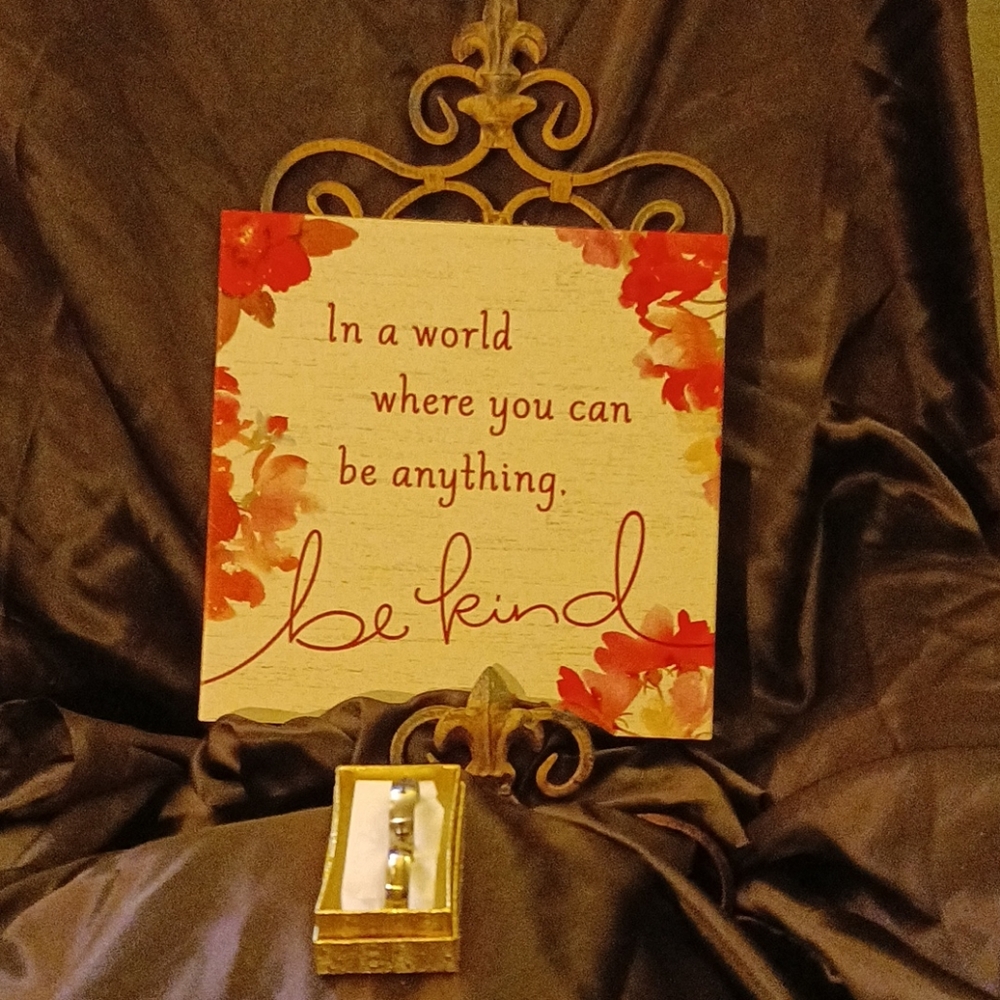 In a world
where you can
be anything.
be kind